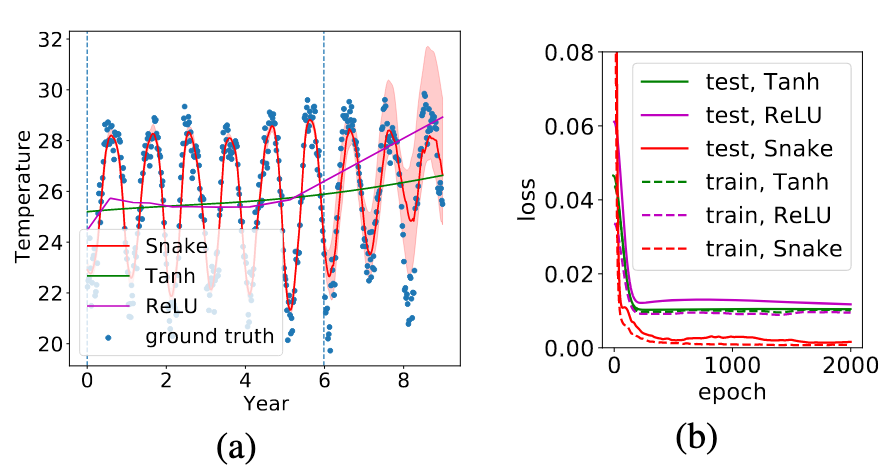 32
30
28
26
24
22
20
Temperature
Snake
Tanh
ReLU
ground truth
0
2
4
6
8
Year
(a)
0.08
0.06
0.04
0.02
0.00
loss
test, Tanh
test, ReLU
test, Snake
train, Tanh
train, ReLU
train, Snake
0
1000
2000
epoch
(b)